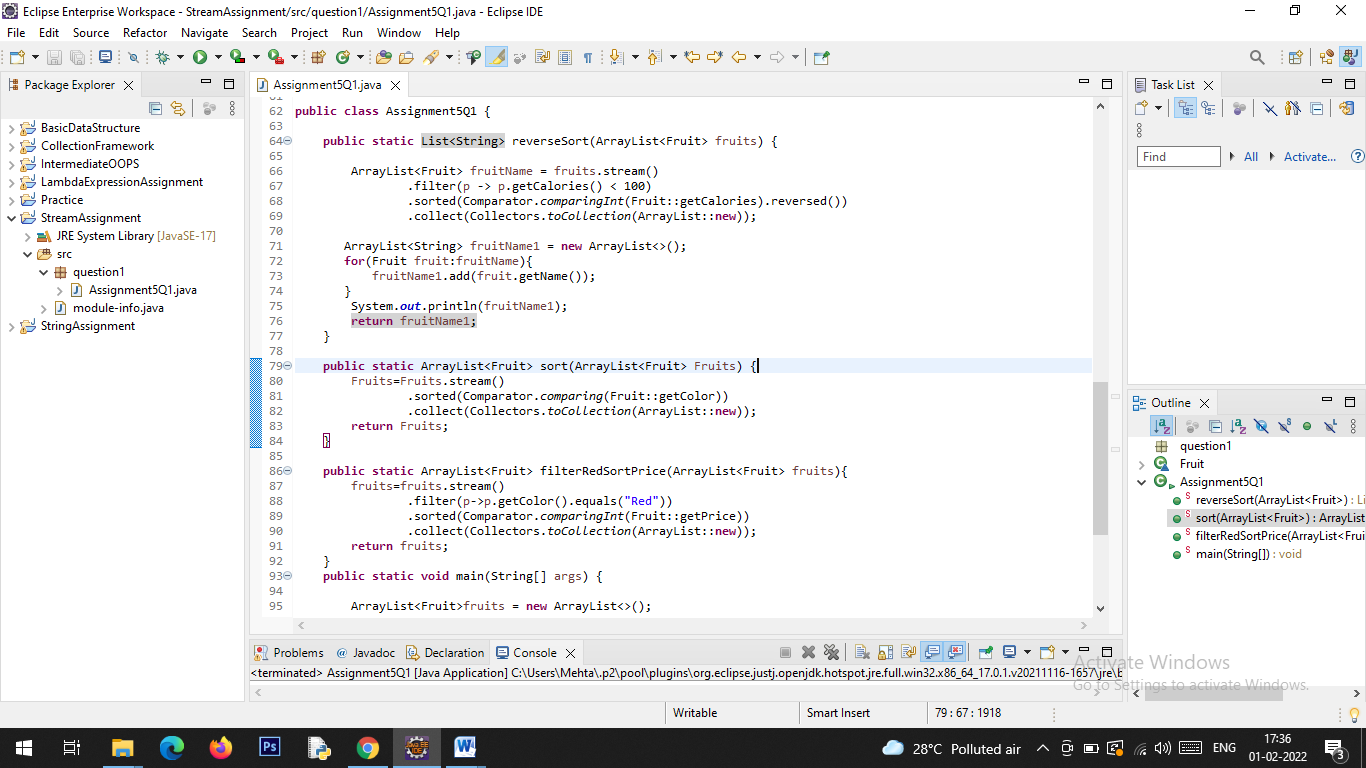 Eclipse Enterprise Workspace - StreamAssignment/src/question1/Assignment5Q1.java - Eclipse IDE
File Edit Source Refactor Navigate Search Project Run Window Help
Package Explorer
BasicDataStructure
CollectionFramework
IntermediateOOPS
LambdaExpressionAssignment
Practice
StreamAssignment
JRE System Library [JavaSE-17]
src
question1
Assignment5Q1.java
module-info.java
StringAssignment
Assignment5Q1.java
61
62 public class Assignment5Q1 {
63
64 public static List<String> reverseSort(ArrayList<Fruit> fruits) {
65
66 ArrayList<Fruit> fruitName = fruits.stream()
67 .filter(p -> p.getCalories() < 100)
68 .sorted(Comparator.comparingInt(Fruit::getCalories).reversed())
69 .collect(Collectors.toCollection(ArrayList::new));
70
71 ArrayList<String> fruitName1 = new ArrayList<>();
72 for(Fruit fruit:fruitName){
73 fruitName1.add(fruit.getName());
74 }
75 System.out.println(fruitName1);
76 return fruitName1;
77 }
78
79 public static ArrayList<Fruit> sort(ArrayList<Fruit> Fruits) {
80 Fruits=Fruits.stream()
81 .sorted(Comparator.comparing(Fruit::getColor))
82 .collect(Collectors.toCollection(ArrayList::new));
83 return Fruits;
84 }
85
86 public static ArrayList<Fruit> filterRedSortPrice(ArrayList<Fruit> fruits){
87 fruits=fruits.stream()
88 .filter(p->p.getColor().equals("Red"))
89 .sorted(Comparator.comparingInt(Fruit::getPrice))
90 .collect(Collectors.toCollection(ArrayList::new));
91 return fruits;
92 }
93 public static void main(String[] args) {
94
95 ArrayList<Fruit>fruits = new ArrayList<>();
Task List
Find All Activate...
Outline
question1
Fruit
Assignment5Q1
reverseSort(ArrayList<Fruit>) : Li
sort(ArrayList<Fruit>) : ArrayList
filterRedSortPrice(ArrayList<Frui
main(String[]) : void
Problems @ Javadoc Declaration Console
<terminated> Assignment5Q1 [Java Application] C:\Users\Mehta\.p2\pool\plugins\org.eclipse.justj.openjdk.hotspot.jre.full.win32.x86_64_17.0.1.v20211116-1657\jre\b
Activate Windows
Go to Settings to activate Windows.
Writable Smart Insert 79 : 67 : 1918
Ps
JAVA EE IDE
W
28°C Polluted air ENG 17:36
01-02-2022
3